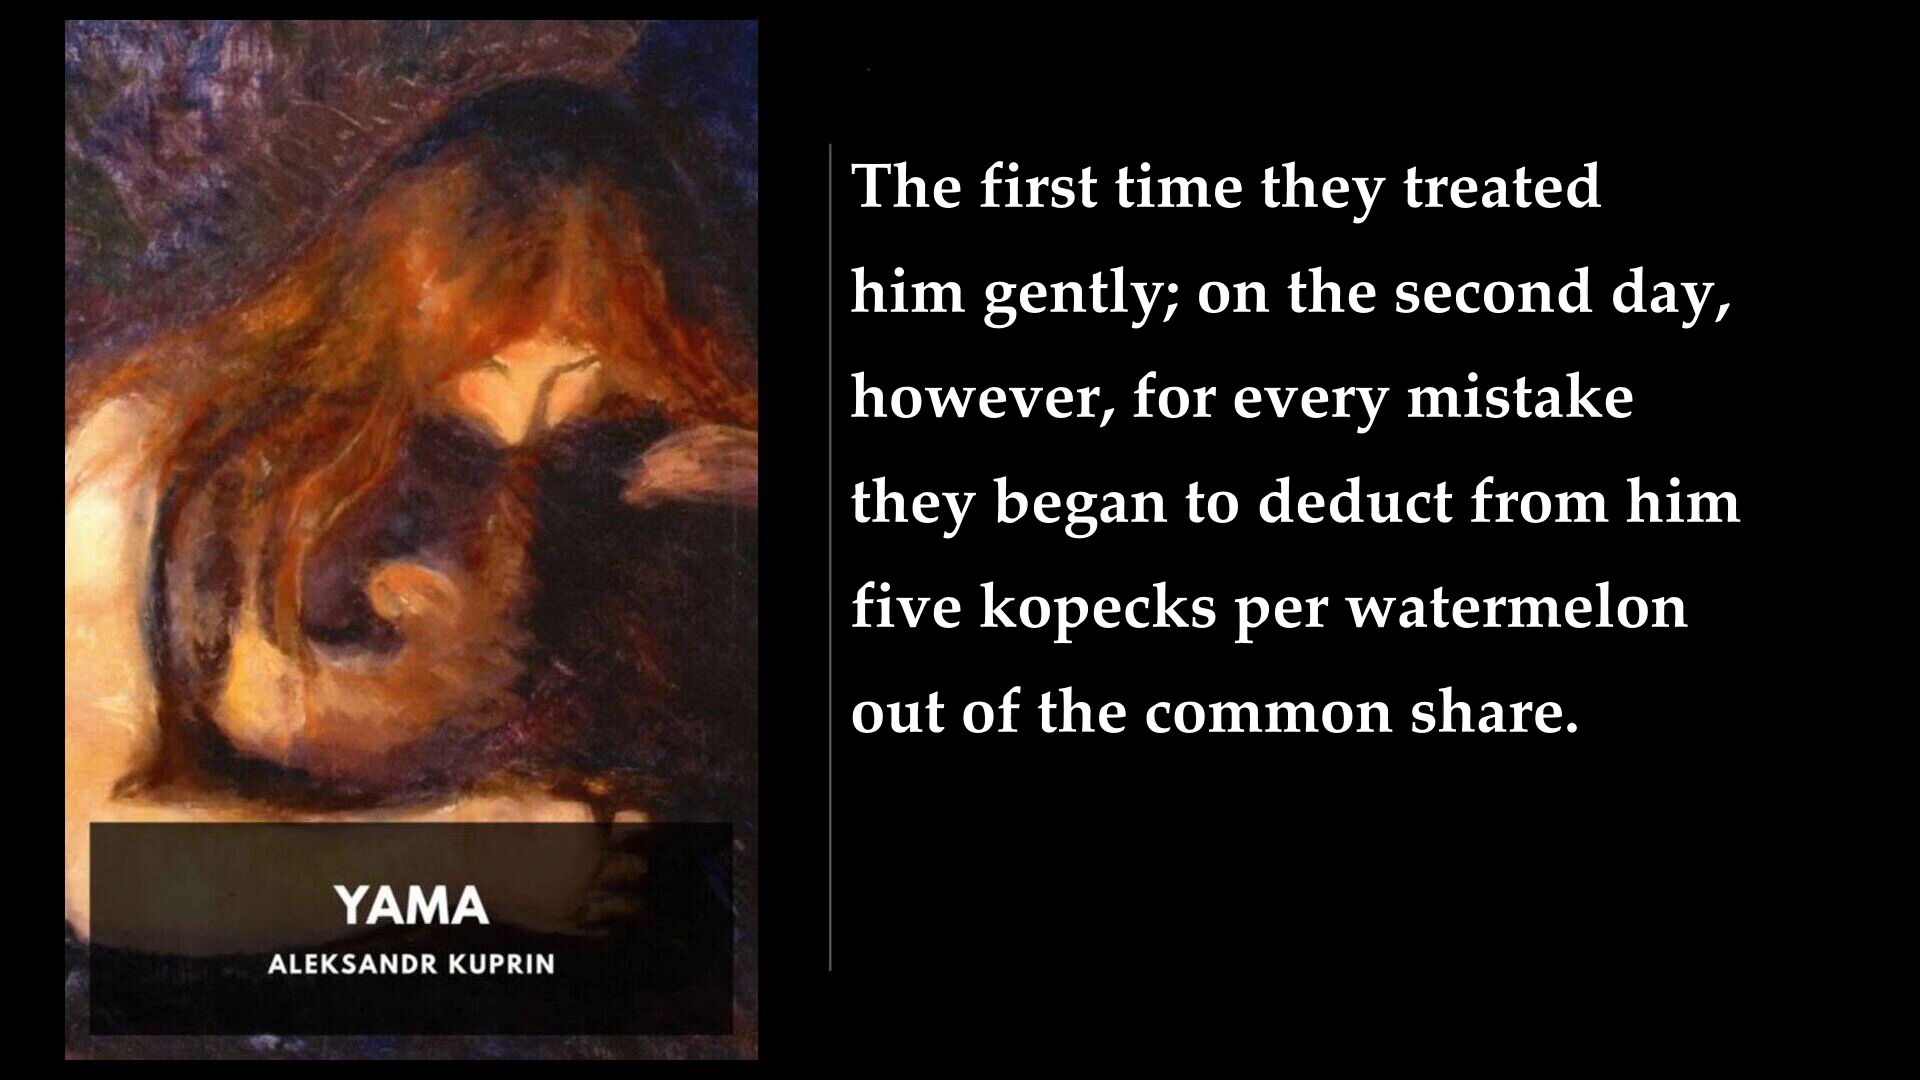 YAMA
ALEKSANDR KUPRIN
The first time they treated
him gently; on the second day,
however, for every mistake
they began to deduct from him
five kopecks per watermelon
out of the common share.